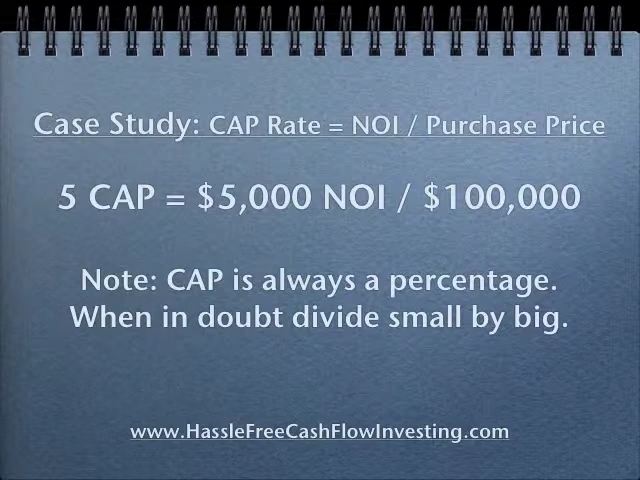 Case Study: CAP Rate = NOI / Purchase Price
5 CAP = $5,000 NOI / $100,000
Note: CAP is always a percentage.
When in doubt divide small by big.
www.HassleFreeCashFlowInvesting.com